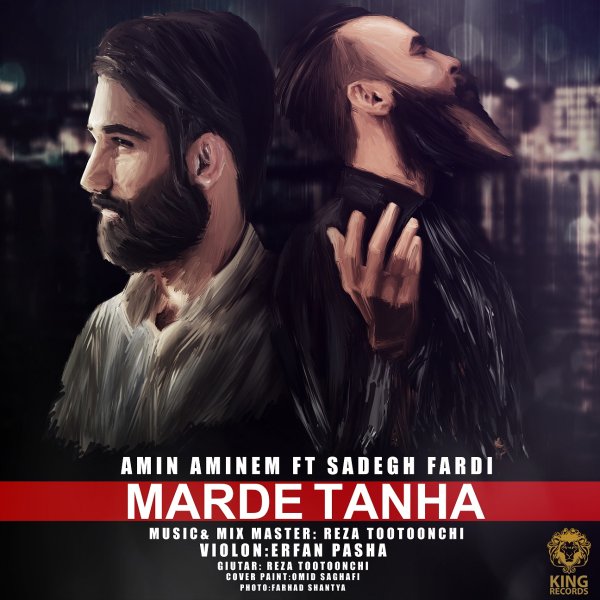 AMIN AMINEM FT SADEGH FARDI
MARDE TANHA
MUSIC& MIX MASTER: REZA TOOTOONCHI
VIOLON:ERFAN PASHA
GIUTAR: REZA TOOTOONCHI
COVER PAINT:OMID SAGHAFI
PHOTO:FARHAD SHANTYA
KING
RECORDS